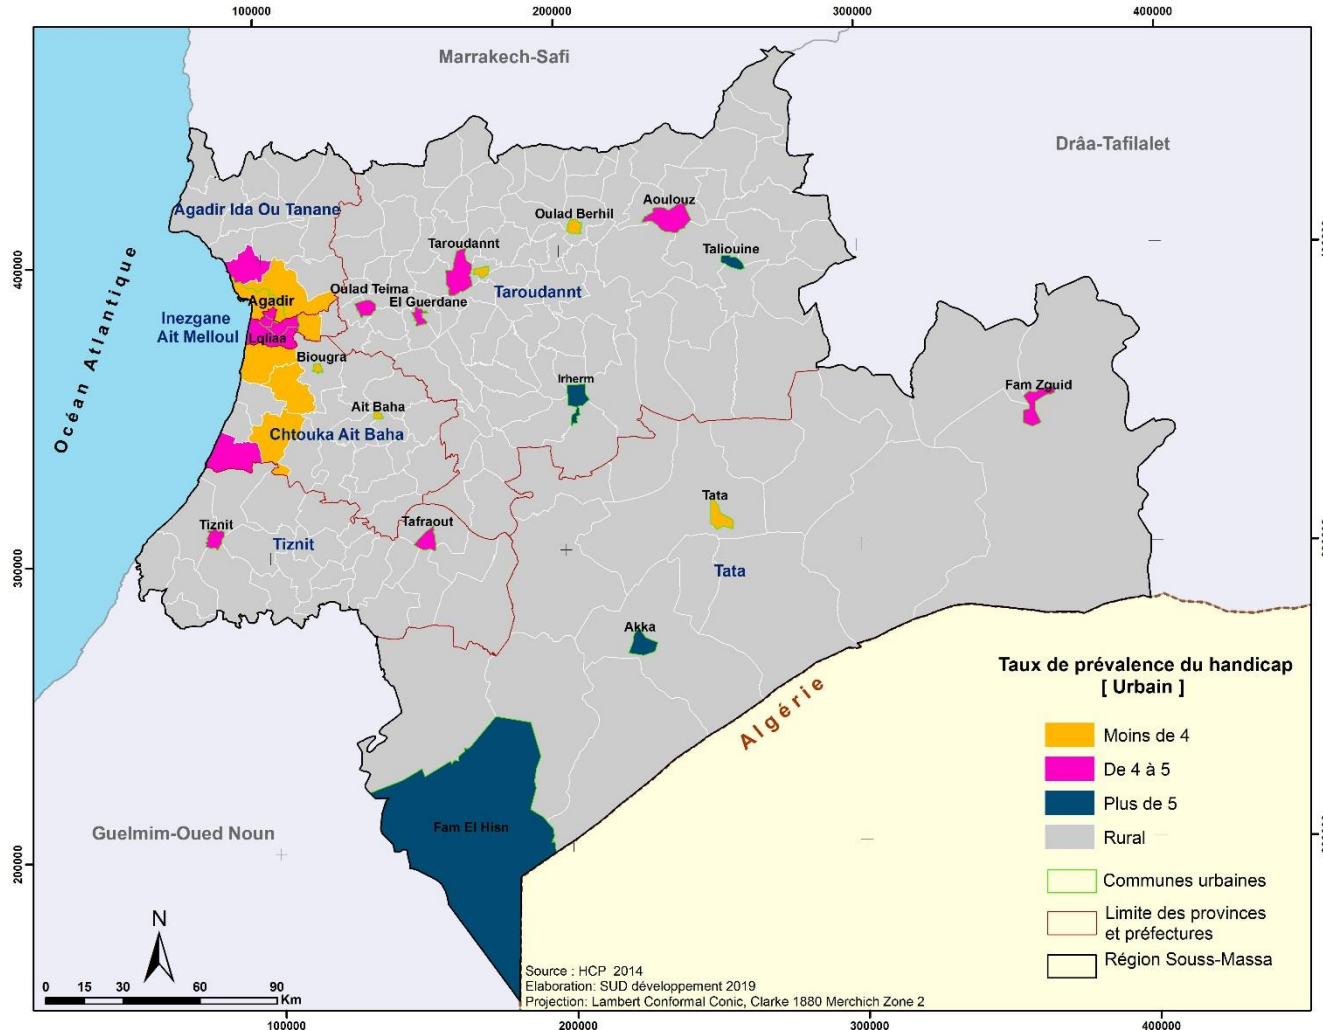 100000
200000
300000
400000
Marrakech-Safi
Drâa-Tafilalet
Agadir Ida Ou Tanane
Oulad Berhil
Aoulouz
Taroudannt
Taliouine
400000
Océan Atlantique
Oulad Teima
El Guerdane
Taroudannt
Agadir
Inezgane
Ait Melloul
Lqliaa
Biougra
Irherm
Fam Zguid
Ait Baha
Chtouka Ait Baha
Tata
Tiznit
Tafraout
Tiznit
300000
Tata
Akka
Algérie
Fam El Hisn
Guelmim-Oued Noun
200000
Taux de prévalence du handicap
[ Urbain ]
Moins de 4
De 4 à 5
Plus de 5
Rural
Communes urbaines
Limite des provinces
et préfectures
Région Souss-Massa
N
0 15 30 60 90
Km
Source : HCP 2014
Elaboration: SUD développement 2019
Projection: Lambert Conformal Conic, Clarke 1880 Merchich Zone 2
100000
200000
300000
400000